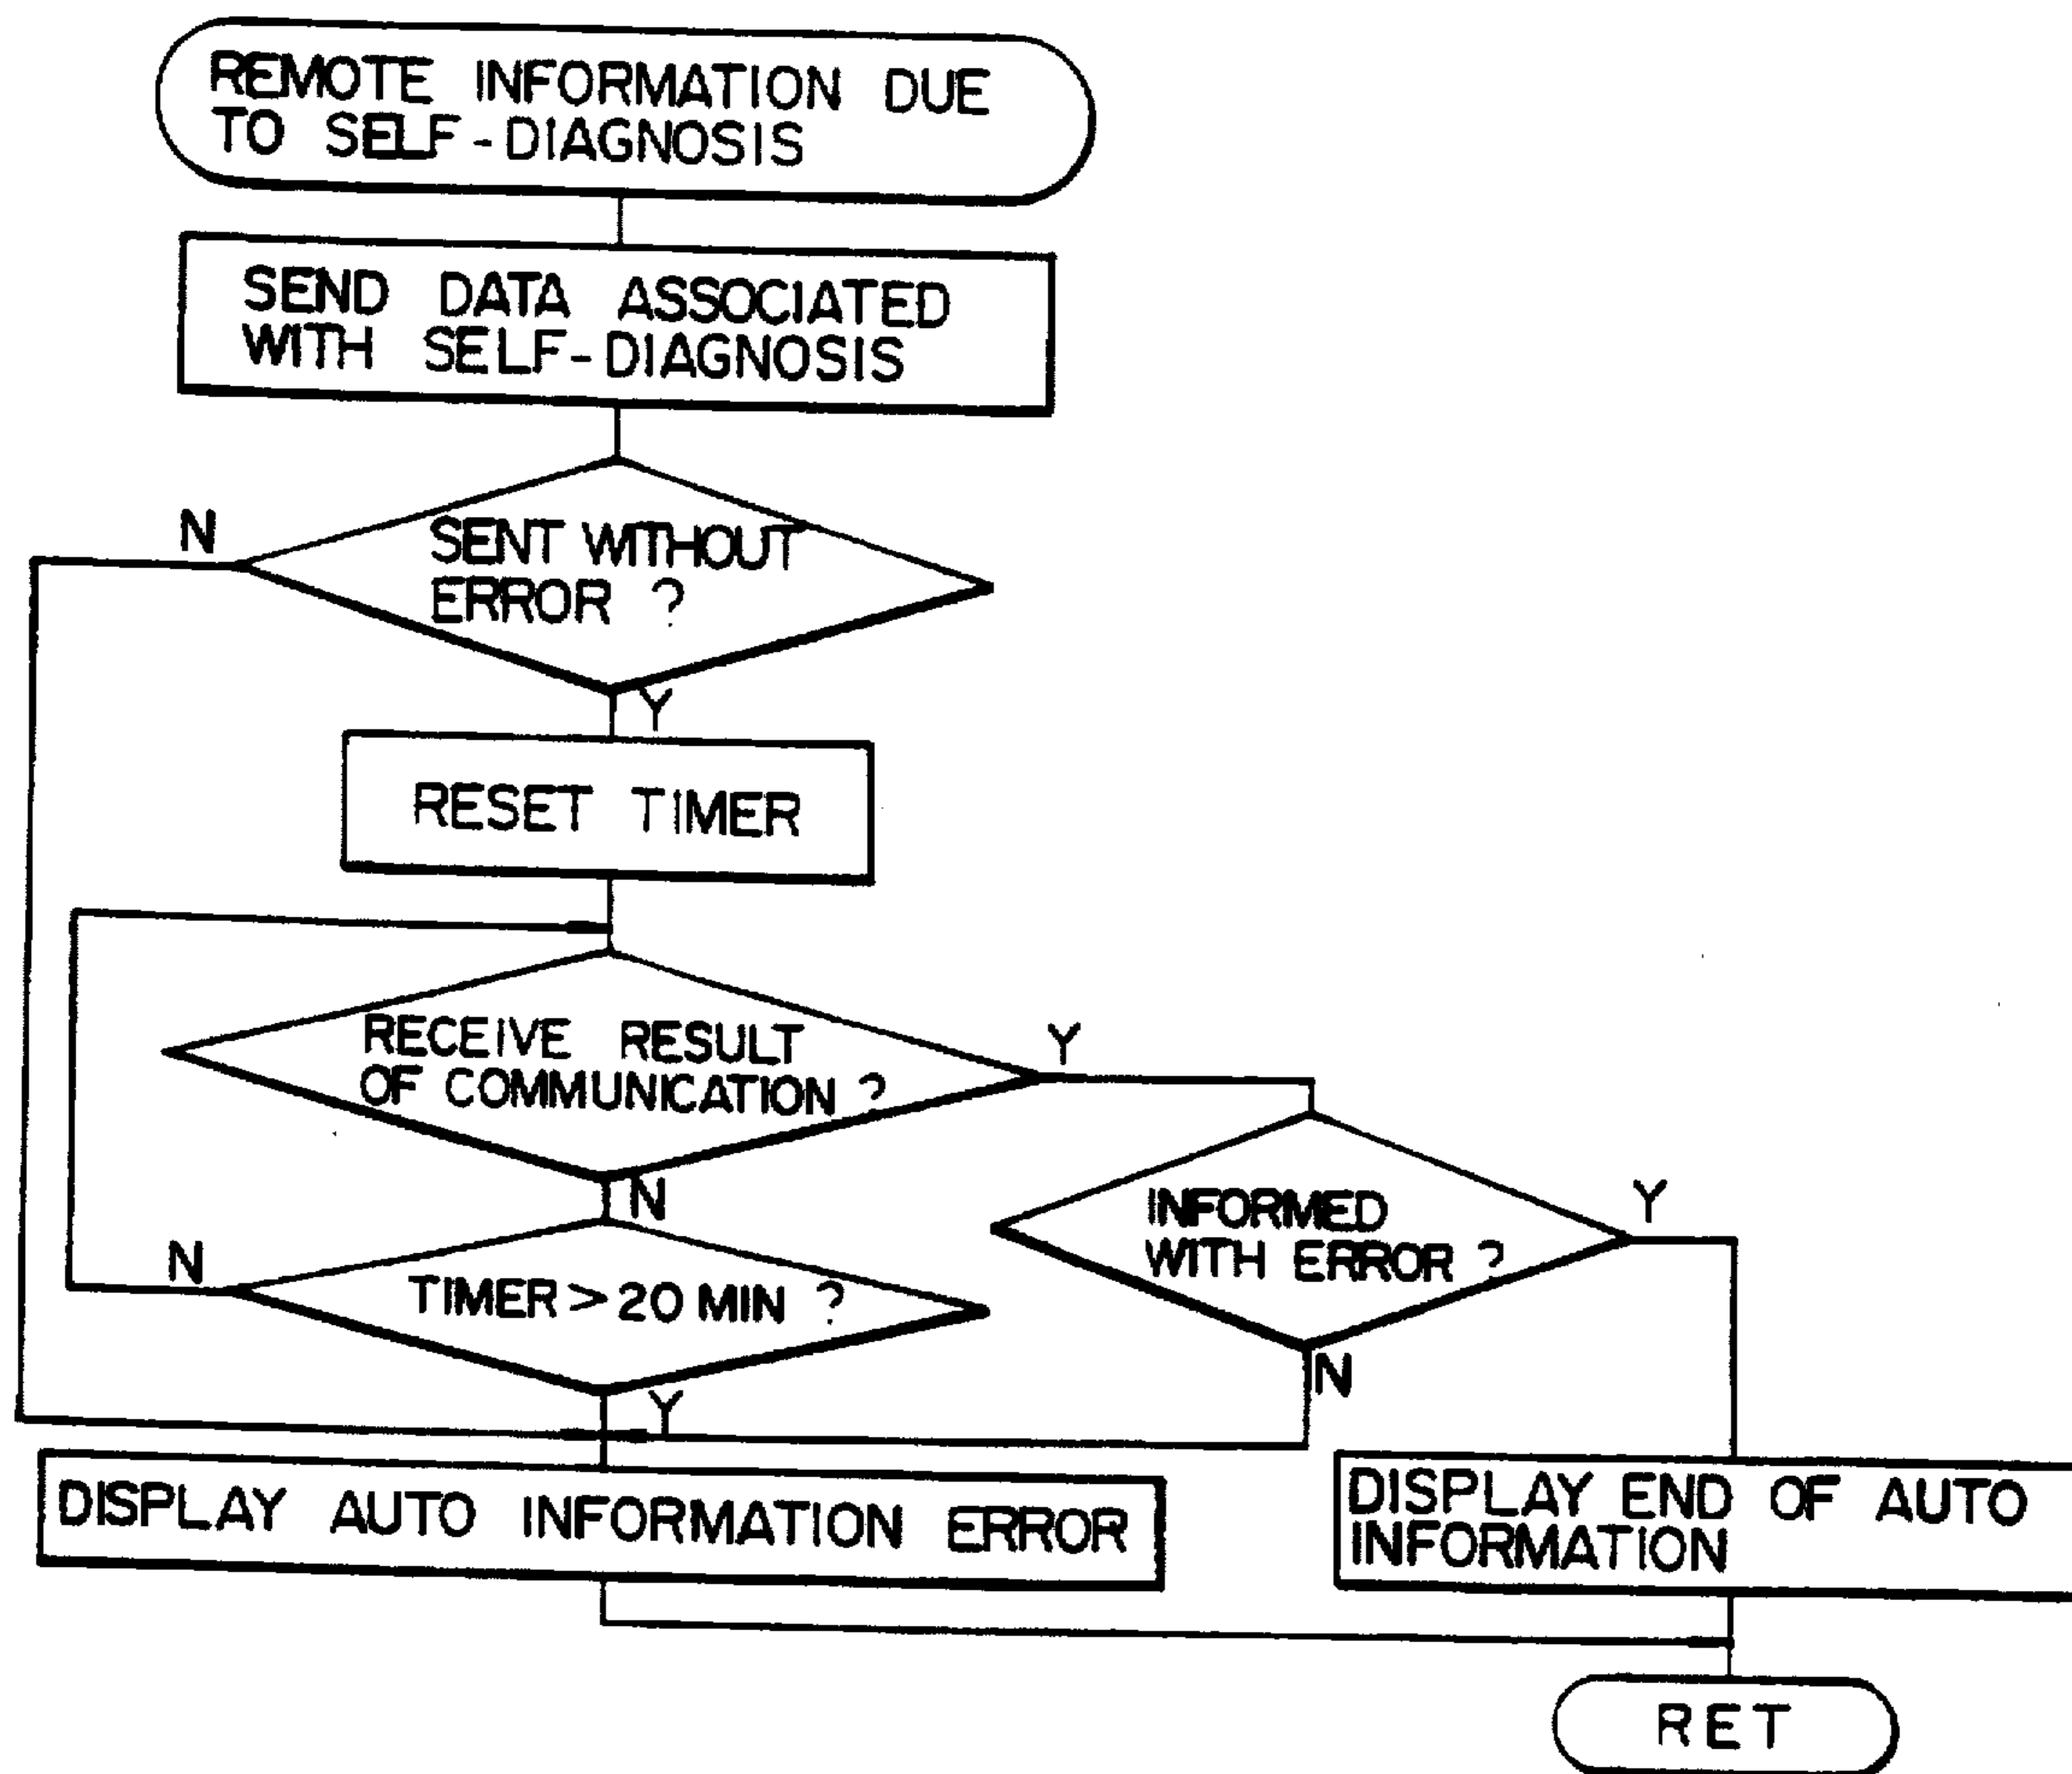 REMOTE INFORMATION DUE
TO SELF-DIAGNOSIS
SEND DATA ASSOCIATED
WITH SELF-DIAGNOSIS
N
SENT WITHOUT
ERROR ?
Y
RESET TIMER
RECEIVE RESULT
OF COMMUNICATION ?
Y
N
INFORMED
WITH ERROR ?
Y
N
N
TIMER > 20 MIN ?
Y
DISPLAY AUTO INFORMATION ERROR
DISPLAY END OF AUTO
INFORMATION
RET